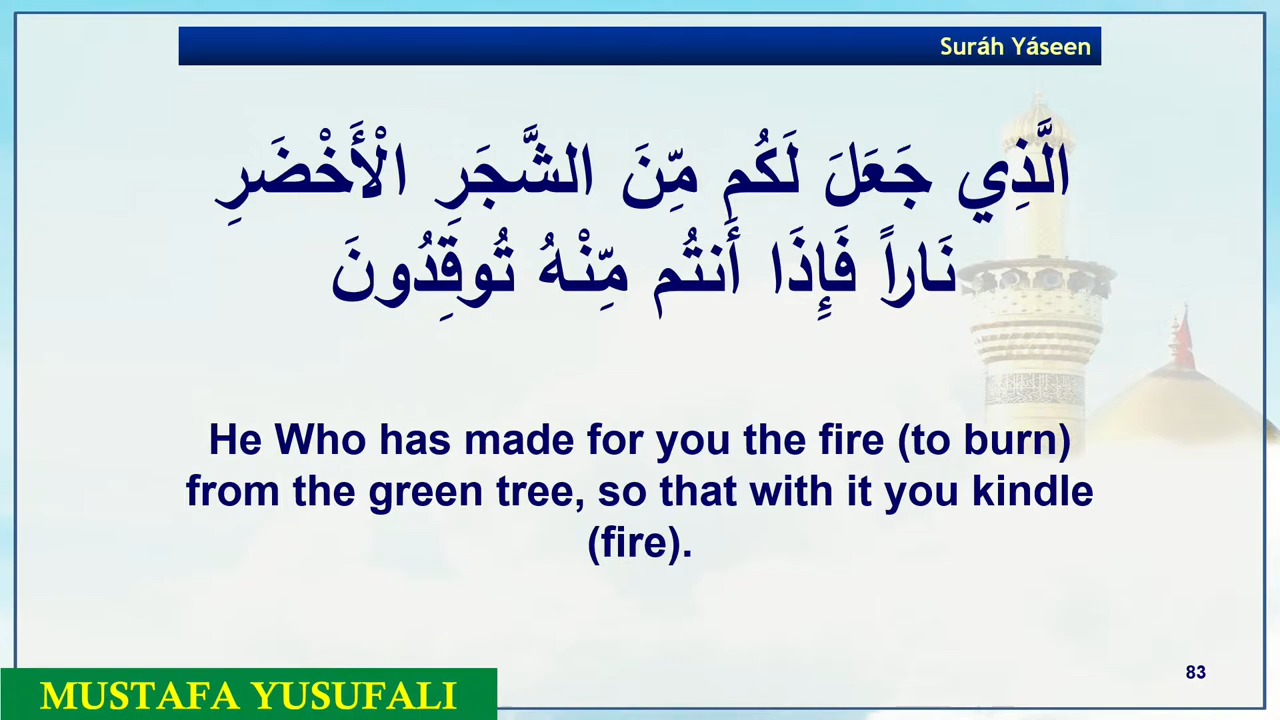 Suráh Yáseen
الَّذِي جَعَلَ لَكُم مِّنَ الشَّجَرِ الْأَخْضَرِ
نَاراً فَإِذَا أَنتُم مِّنْهُ تُوقِدُونَ
He Who has made for you the fire (to burn)
from the green tree, so that with it you kindle
(fire).
83
MUSTAFA YUSUFALI